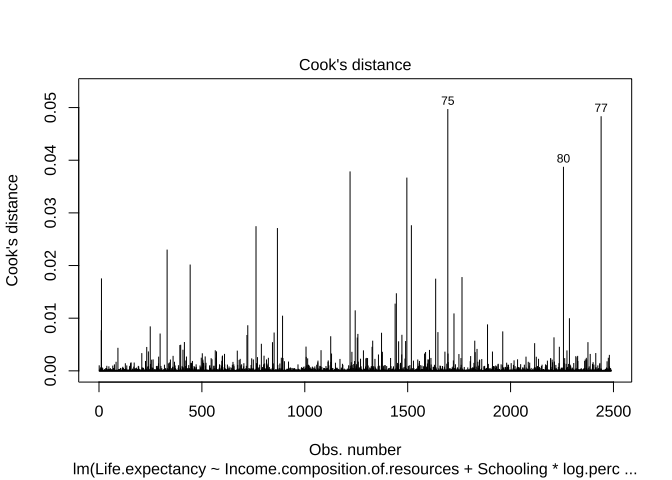 Cook's distance
75
77
80
Cook's distance
0.05
0.04
0.03
0.02
0.01
0.00
0 500 1000 1500 2000 2500
Obs. number
lm(Life.expectancy ~ Income.composition.of.resources + Schooling * log.perc ...